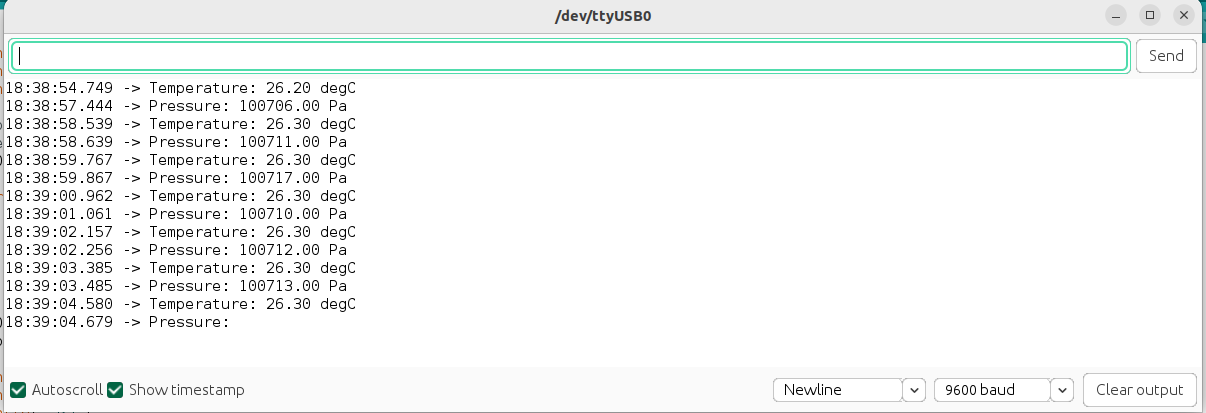 /dev/ttyUSB0
Send
18:38:54.749 -> Temperature: 26.20 degC
18:38:57.444 -> Pressure: 100706.00 Pa
18:38:58.539 -> Temperature: 26.30 degC
18:38:58.639 -> Pressure: 100711.00 Pa
18:38:59.767 -> Temperature: 26.30 degC
18:38:59.867 -> Pressure: 100717.00 Pa
18:39:00.962 -> Temperature: 26.30 degC
18:39:01.061 -> Pressure: 100710.00 Pa
18:39:02.157 -> Temperature: 26.30 degC
18:39:02.256 -> Pressure: 100712.00 Pa
18:39:03.385 -> Temperature: 26.30 degC
18:39:03.485 -> Pressure: 100713.00 Pa
18:39:04.580 -> Temperature: 26.30 degC
18:39:04.679 -> Pressure:
Autoscroll Show timestamp Newline 9600 baud Clear output